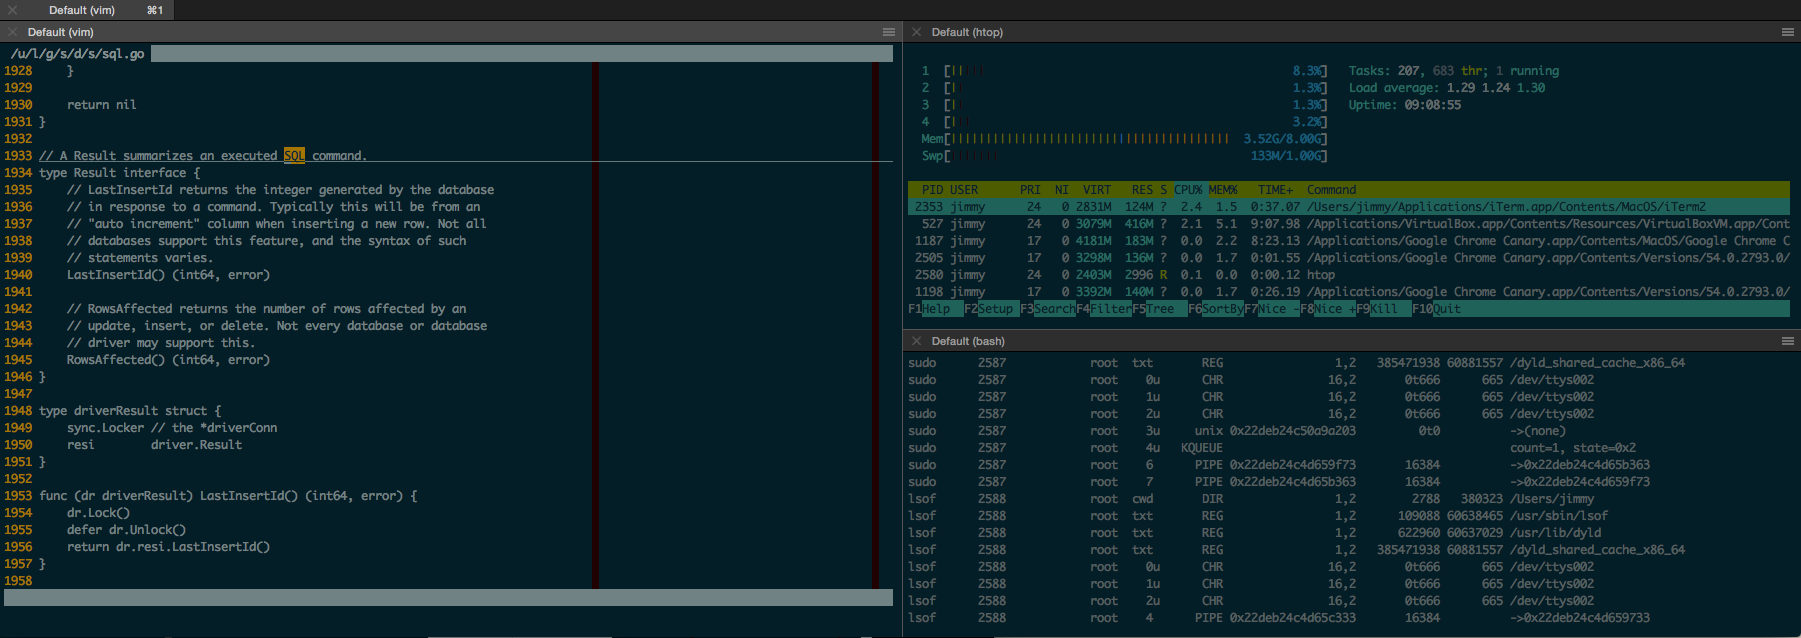 Default (vim) ⌘1
Default (vim)
/u/l/g/s/d/s/sql.go
1928     }
1929
1930     return nil
1931 }
1932
1933 // A Result summarizes an executed SQL command.
1934 type Result interface {
1935     // LastInsertId returns the integer generated by the database
1936     // in response to a command. Typically this will be from an
1937     // "auto increment" column when inserting a new row. Not all
1938     // databases support this feature, and the syntax of such
1939     // statements varies.
1940     LastInsertId() (int64, error)
1941
1942     // RowsAffected returns the number of rows affected by an
1943     // update, insert, or delete. Not every database or database
1944     // driver may support this.
1945     RowsAffected() (int64, error)
1946 }
1947
1948 type driverResult struct {
1949     sync.Locker // the *driverConn
1950     resi        driver.Result
1951 }
1952
1953 func (dr driverResult) LastInsertId() (int64, error) {
1954     dr.Lock()
1955     defer dr.Unlock()
1956     return dr.resi.LastInsertId()
1957 }
1958
Default (htop)
1 [|| 8.3%] Tasks: 207, 683 thr; 1 running
2 [| 1.3%] Load average: 1.29 1.24 1.30
3 [| 1.3%] Uptime: 09:08:55
4 [| 3.2%]
Mem[|||||||||||||||||||||||||||||||||||||||| 3.52G/8.00G]
Swp[ 133M/1.00G]
PID USER PRI NI VIRT RES S CPU% MEM% TIME+ Command
2353 jimmy 24 0 2831M 124M ? 2.4 1.5 0:37.07 /Users/jimmy/Applications/iTerm.app/Contents/MacOS/iTerm2
527 jimmy 24 0 3079M 416M ? 2.1 5.1 9:07.98 /Applications/VirtualBox.app/Contents/Resources/VirtualBoxVM.app/Cont
1187 jimmy 17 0 4181M 183M ? 0.0 2.2 8:23.13 /Applications/Google Chrome Canary.app/Contents/MacOS/Google Chrome C
2505 jimmy 17 0 3298M 136M ? 0.0 1.7 0:01.55 /Applications/Google Chrome Canary.app/Contents/Versions/54.0.2793.0/
2580 jimmy 24 0 2403M 2996 R 0.1 0.0 0:00.12 htop
1198 jimmy 17 0 3392M 140M ? 0.0 1.7 0:26.19 /Applications/Google Chrome Canary.app/Contents/Versions/54.0.2793.0/
F1Help F2Setup F3SearchF4FilterF5Tree F6SortByF7Nice -F8Nice +F9Kill F10Quit
Default (bash)
sudo 2587 root txt REG 1,2 385471938 60881557 /dyld_shared_cache_x86_64
sudo 2587 root 0u CHR 16,2 0t666 665 /dev/ttys002
sudo 2587 root 1u CHR 16,2 0t666 665 /dev/ttys002
sudo 2587 root 2u CHR 16,2 0t666 665 /dev/ttys002
sudo 2587 root 3u unix 0x22deb24c50a9a203 0t0 ->(none)
sudo 2587 root 4u KQUEUE count=1, state=0x2
sudo 2587 root 6 PIPE 0x22deb24c4d659f73 16384 ->0x22deb24c4d65b363
sudo 2587 root 7 PIPE 0x22deb24c4d65b363 16384 ->0x22deb24c4d659f73
lsof 2588 root cwd DIR 1,2 2788 380323 /Users/jimmy
lsof 2588 root txt REG 1,2 109088 60638465 /usr/sbin/lsof
lsof 2588 root txt REG 1,2 622960 60637029 /usr/lib/dyld
lsof 2588 root txt REG 1,2 385471938 60881557 /dyld_shared_cache_x86_64
lsof 2588 root 0u CHR 16,2 0t666 665 /dev/ttys002
lsof 2588 root 1u CHR 16,2 0t666 665 /dev/ttys002
lsof 2588 root 2u CHR 16,2 0t666 665 /dev/ttys002
lsof 2588 root 4 PIPE 0x22deb24c4d65c333 16384 ->0x22deb24c4d659733